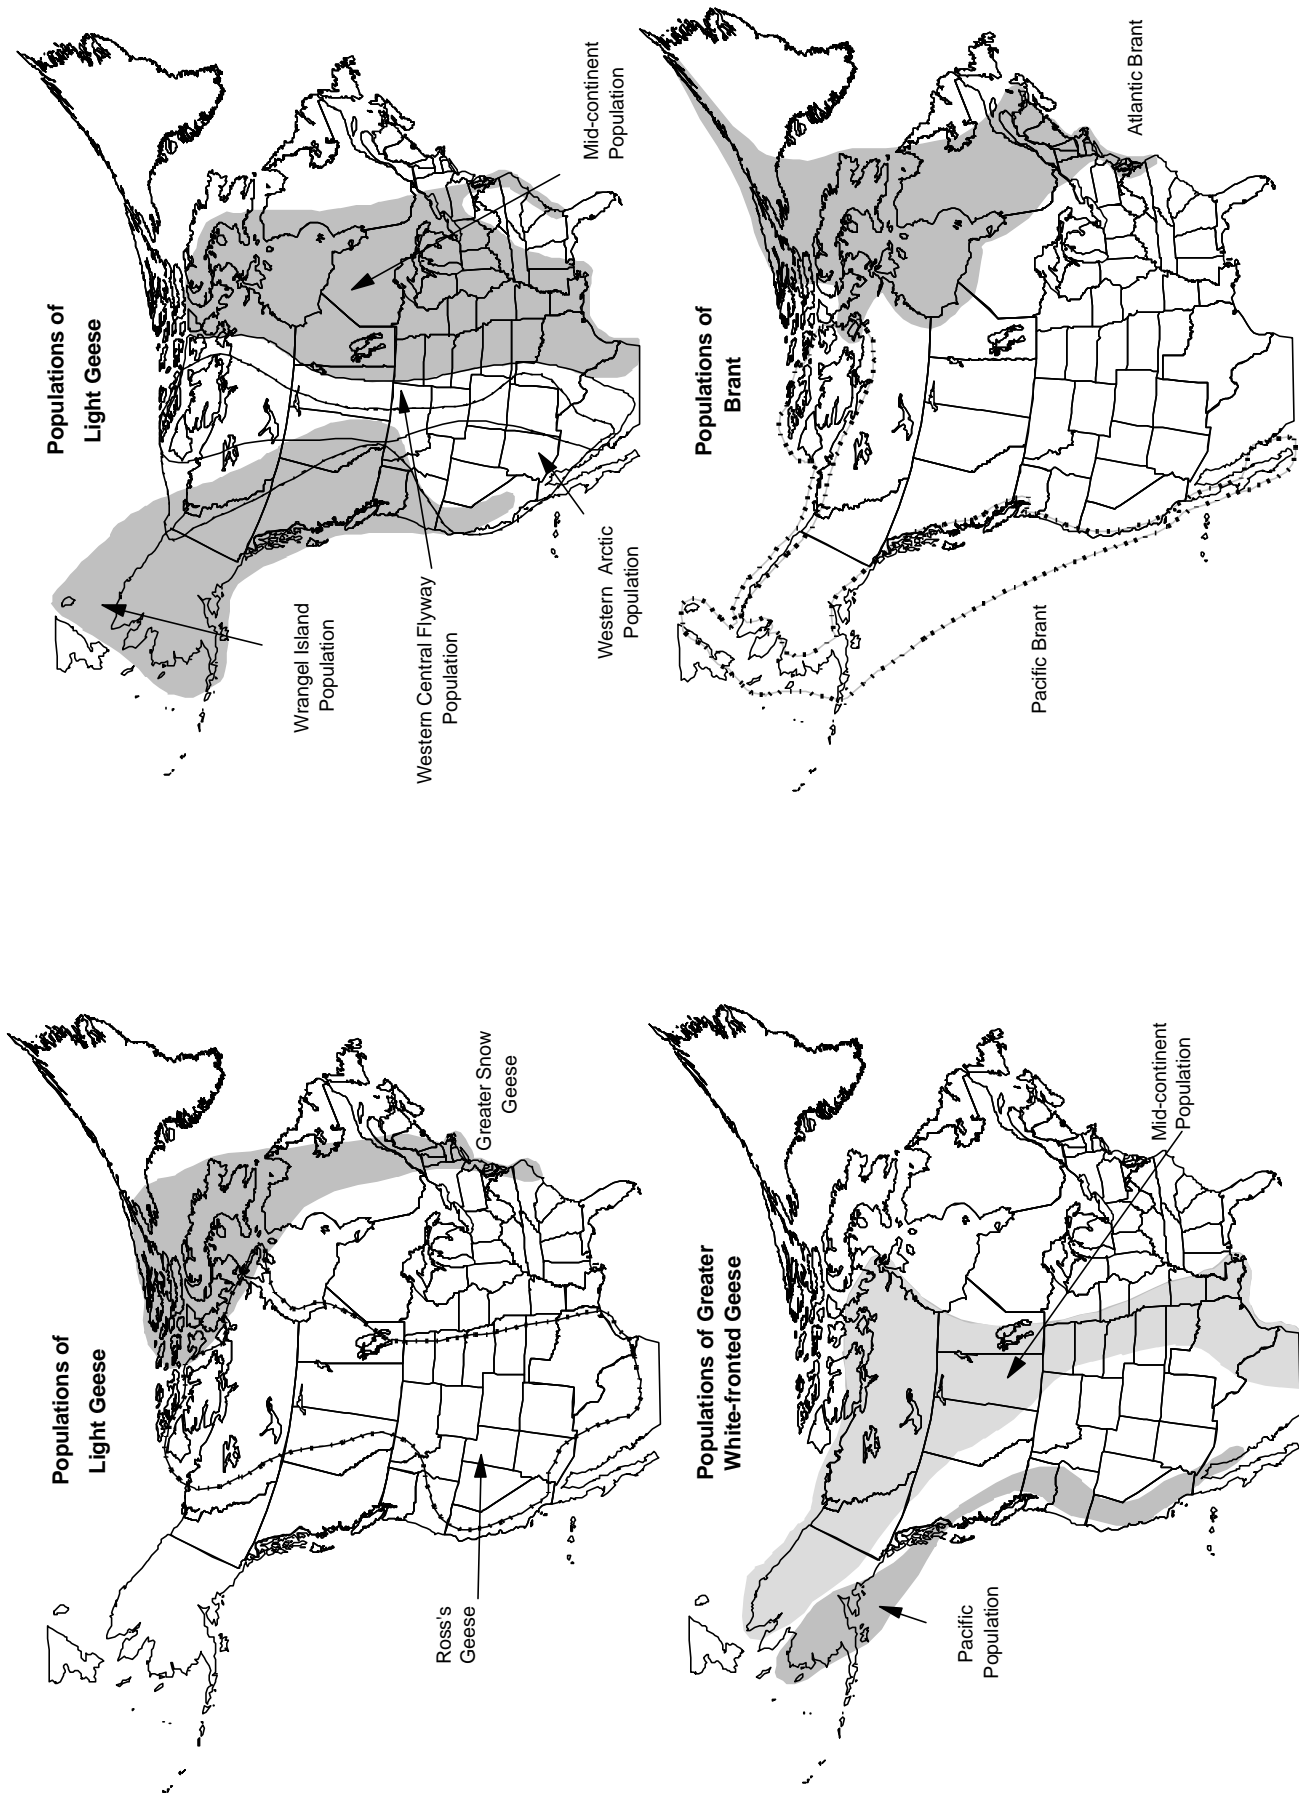 Populations of
Light Geese
Greater Snow
Geese
Ross's
Geese
Populations of
Light Geese
Mid-continent
Population
Wrangel Island
Population
Western Central Flyway
Population
Western Arctic
Population
Populations of Greater
White-fronted Geese
Mid-continent
Population
Pacific
Population
Populations of
Brant
Atlantic Brant
Pacific Brant